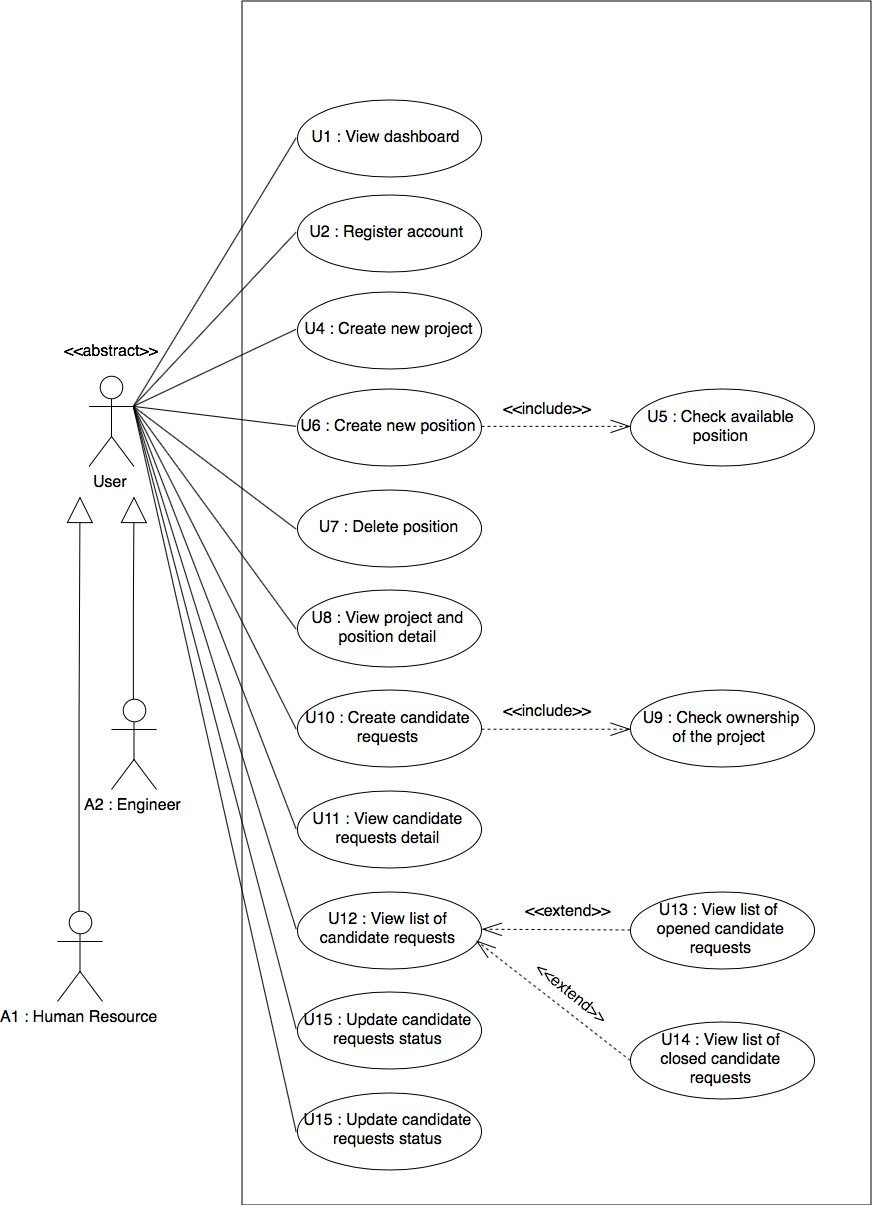 U1 : View dashboard
U2 : Register account
U4 : Create new project
<<abstract>>
<<include>>
U6 : Create new position
U5 : Check available
position
User
U7 : Delete position
U8 : View project and
position detail
<<include>>
U10 : Create candidate
requests
U9 : Check ownership
of the project
A2 : Engineer
U11 : View candidate
requests detail
<<extend>>
U12 : View list of
candidate requests
U13 : View list of
opened candidate
requests
<<extend>>
A1 : Human Resource
U15 : Update candidate
requests status
U14 : View list of
closed candidate
requests
U15 : Update candidate
requests status